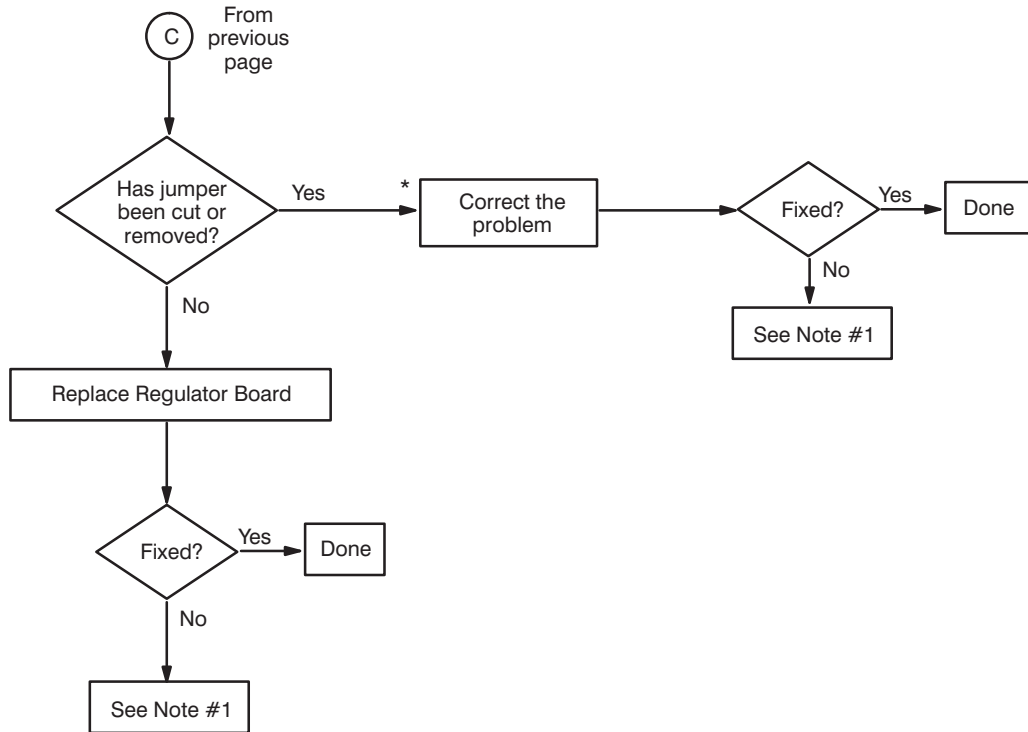 C
From
previous
page
Has jumper
been cut or
removed?
Yes
*
Correct the
problem
Fixed?
Yes
Done
No
See Note #1
No
Replace Regulator Board
Fixed?
Yes
Done
No
See Note #1